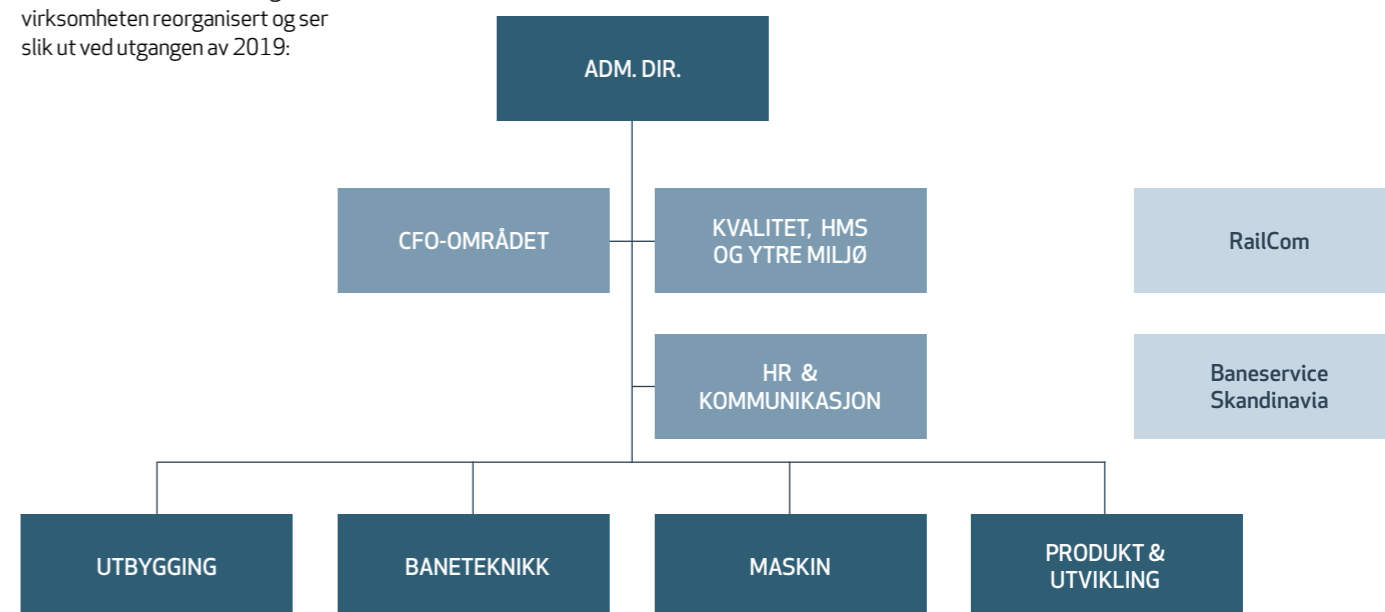 virksomheten reorganisert og ser
slik ut ved utgangen av 2019:
ADM. DIR.
CFO-OMRÅDET
KVALITET, HMS
OG YTRE MILJØ
RailCom
HR &
KOMMUNIKASJON
Baneservice
Skandinavia
UTBYGGING
BANETEKNIKK
MASKIN
PRODUKT &
UTVIKLING